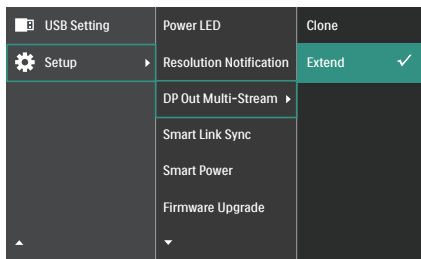 USB Setting
Setup
Power LED
Resolution Notification
DP Out Multi-Stream
Smart Link Sync
Smart Power
Firmware Upgrade
Clone
Extend